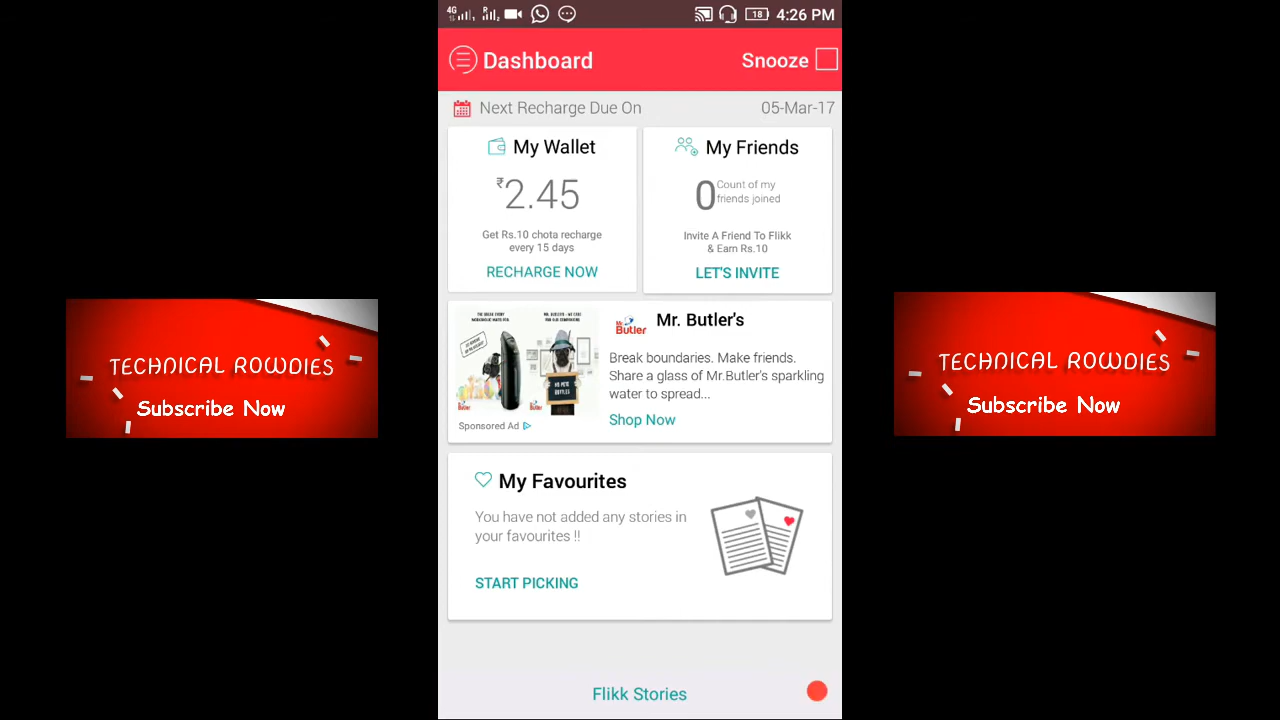 4G
R
18
4:26 PM
Dashboard
Snooze
Next Recharge Due On
05-Mar-17
My Wallet
₹2.45
Get Rs.10 chota recharge
every 15 days
RECHARGE NOW
My Friends
0
Count of my
friends joined
Invite A Friend To Flikk
& Earn Rs.10
LET'S INVITE
Mr. Butler's
Mr. Butler
Break boundaries. Make friends.
Share a glass of Mr.Butler's sparkling
water to spread...
Sponsored Ad
Shop Now
My Favourites
You have not added any stories in
your favourites !!
START PICKING
Flikk Stories
TECHNICAL ROWDIES
Subscribe Now
TECHNICAL ROWDIES
Subscribe Now